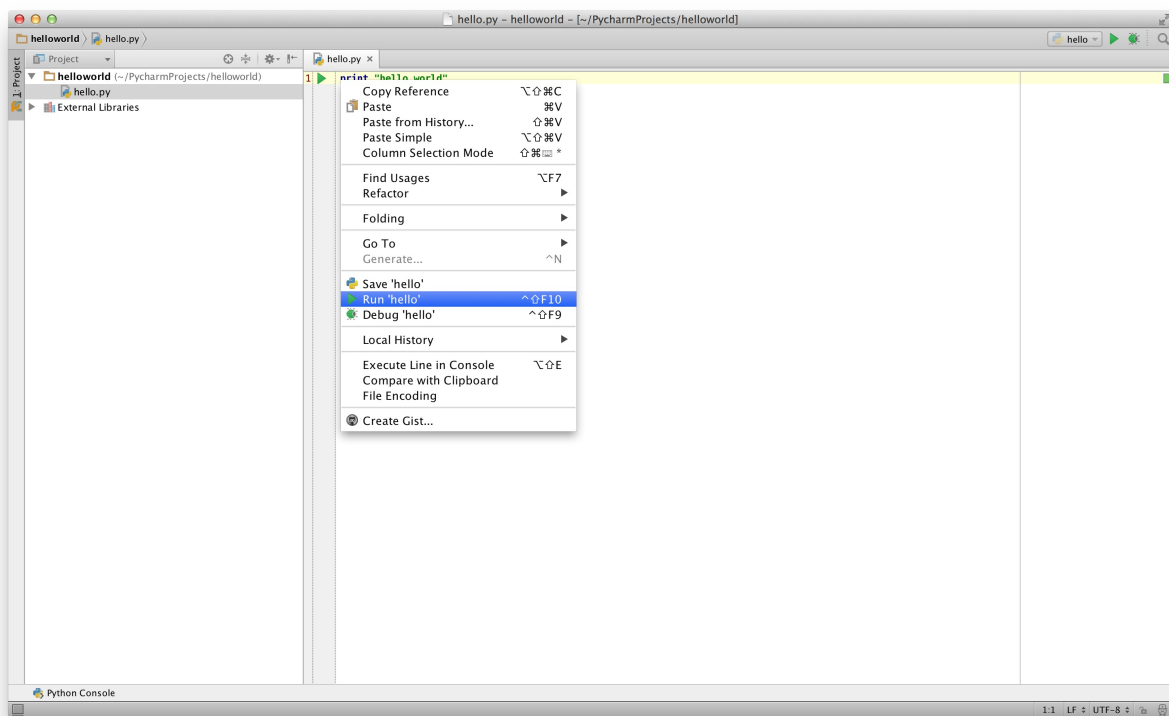 hello.py – helloworld – [~/PycharmProjects/helloworld]
helloworld hello.py hello
1: Project
Project
hello.py
helloworld (~/PycharmProjects/helloworld)
hello.py
External Libraries
1 print "hello world"
Copy Reference ⌥⇧⌘C
Paste ⌘V
Paste from History... ⇧⌘V
Paste Simple ⌥⇧⌘V
Column Selection Mode ⇧⌘⌨ *
Find Usages ⌥F7
Refactor
Folding
Go To
Generate... ^N
Save 'hello'
Run 'hello' ^⇧F10
Debug 'hello' ^⇧F9
Local History
Execute Line in Console ⌥⇧E
Compare with Clipboard
File Encoding
Create Gist...
Python Console
1:1 LF UTF-8